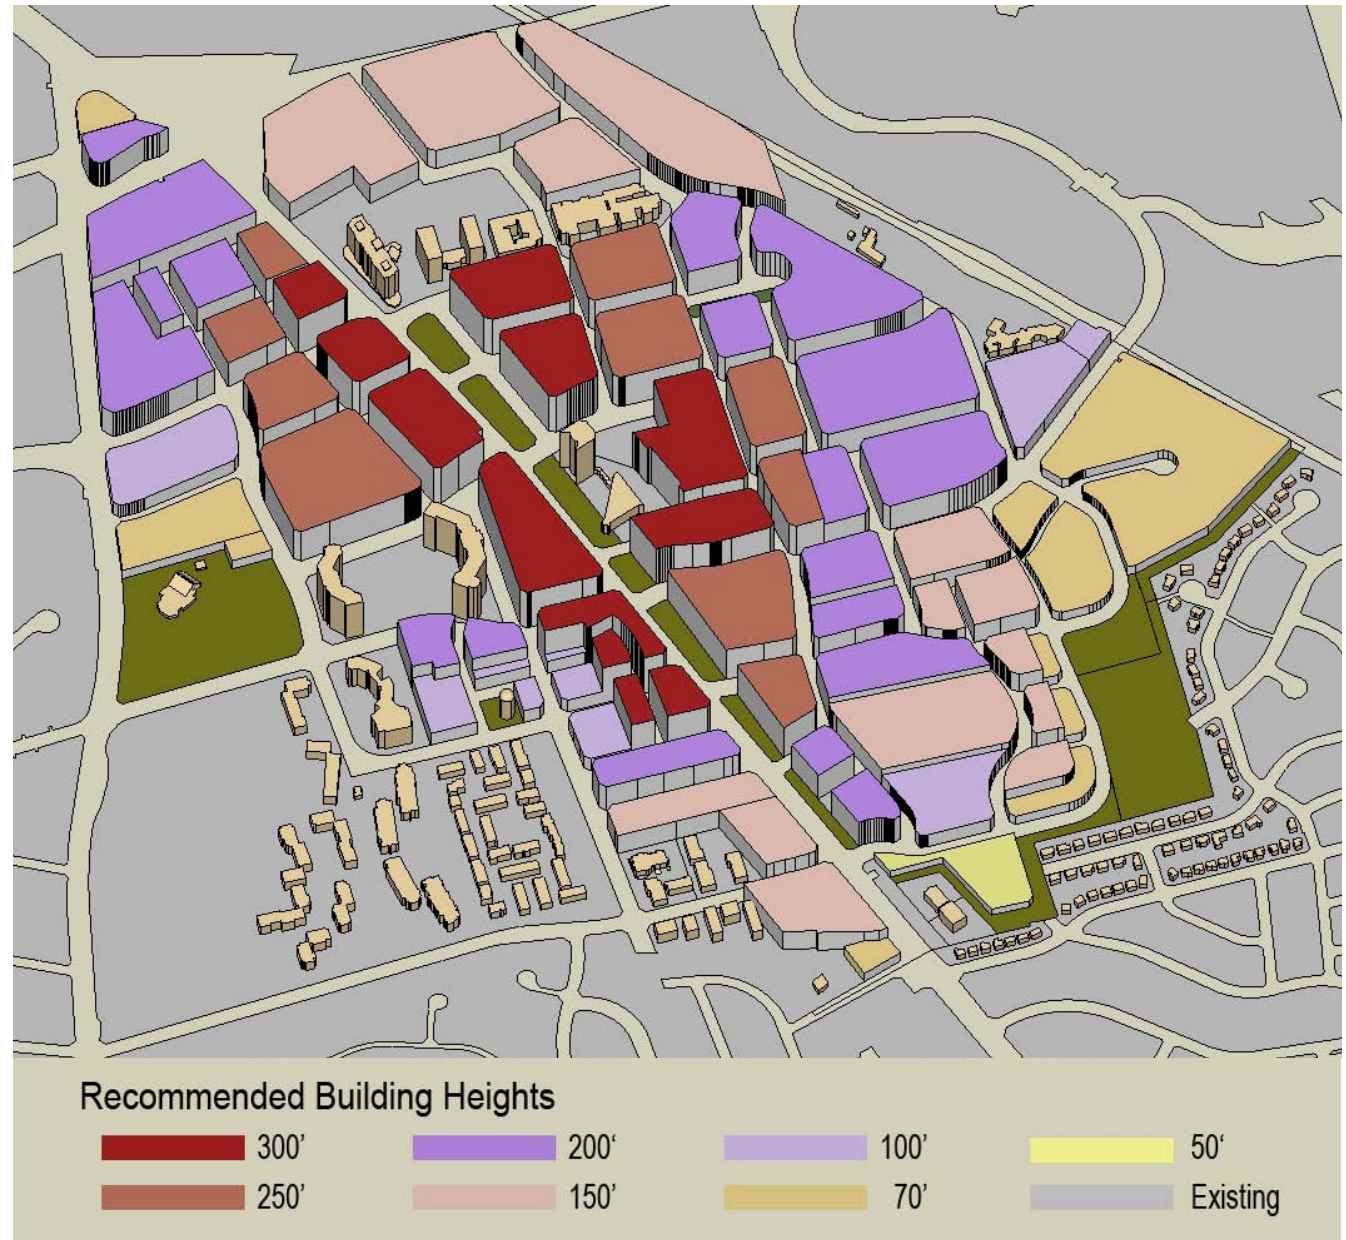 Recommended Building Heights
300’ 200‘ 100’ 50‘
250’ 150’ 70’ Existing